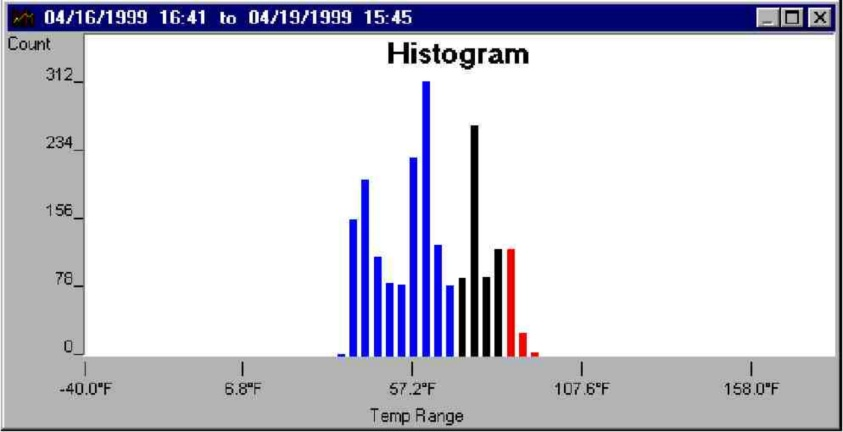 04/16/1999 16:41 to 04/19/1999 15:45
Count
Histogram
312
234
156
78
0
-40.0°F 6.8°F 57.2°F 107.6°F 158.0°F
Temp Range